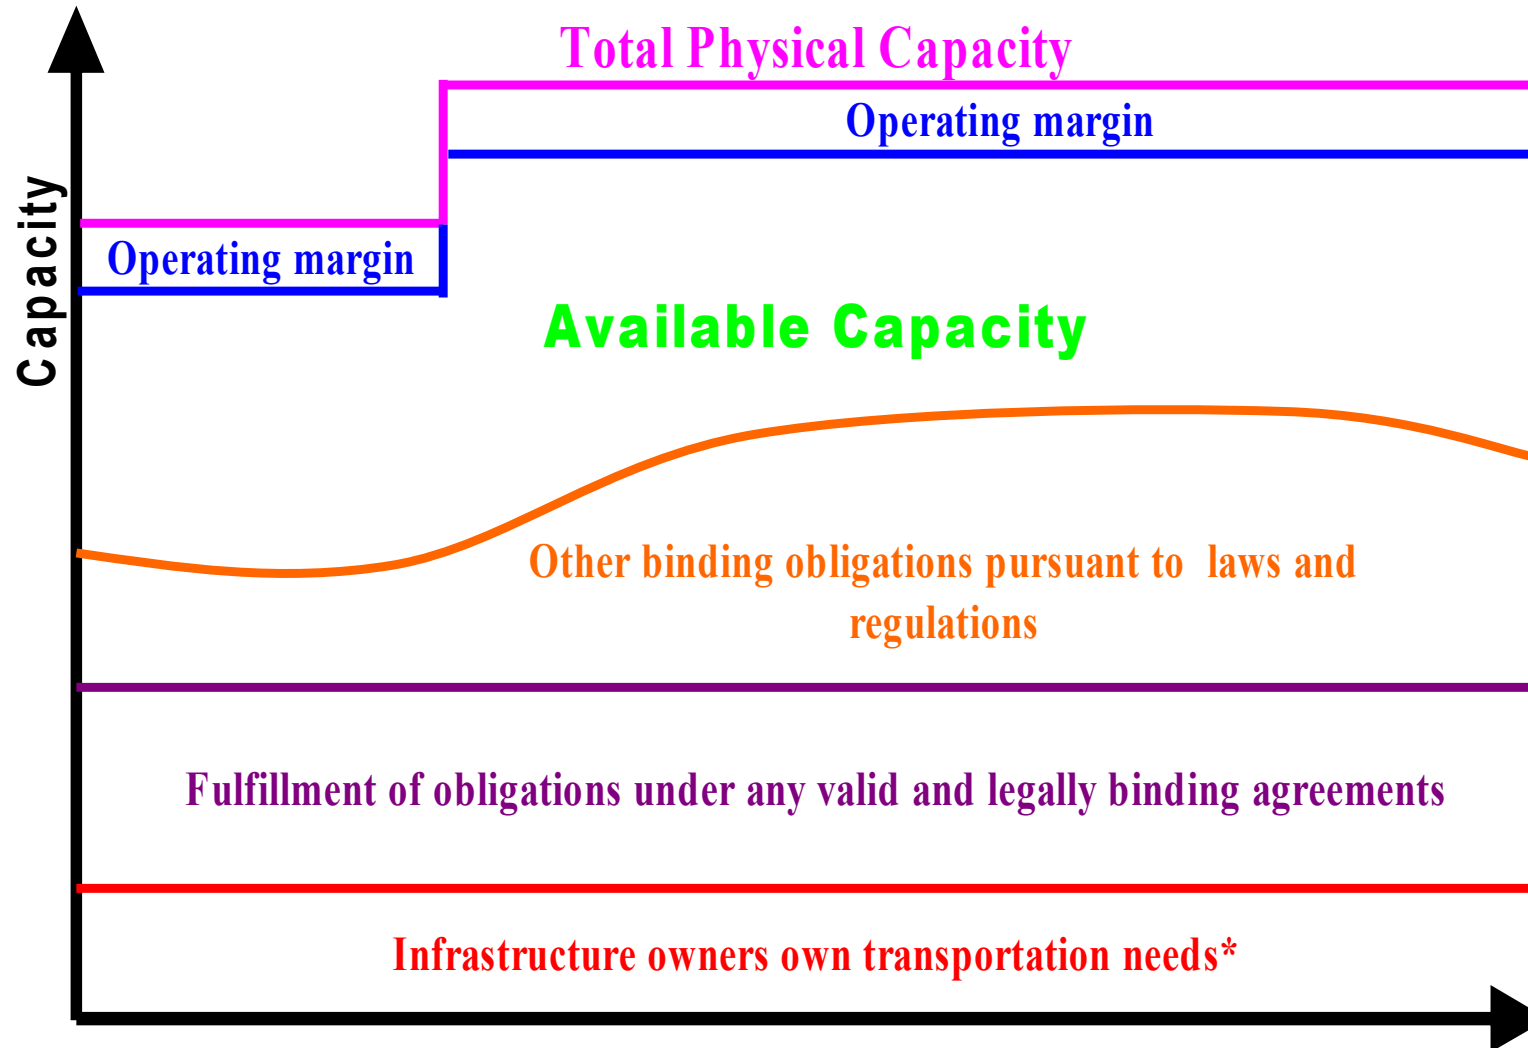 Total Physical Capacity
Operating margin
Capacity
Operating margin
Available Capacity
Other binding obligations pursuant to  laws and
regulations
Fulfillment of obligations under any valid and legally binding agreements
Infrastructure owners own transportation needs*